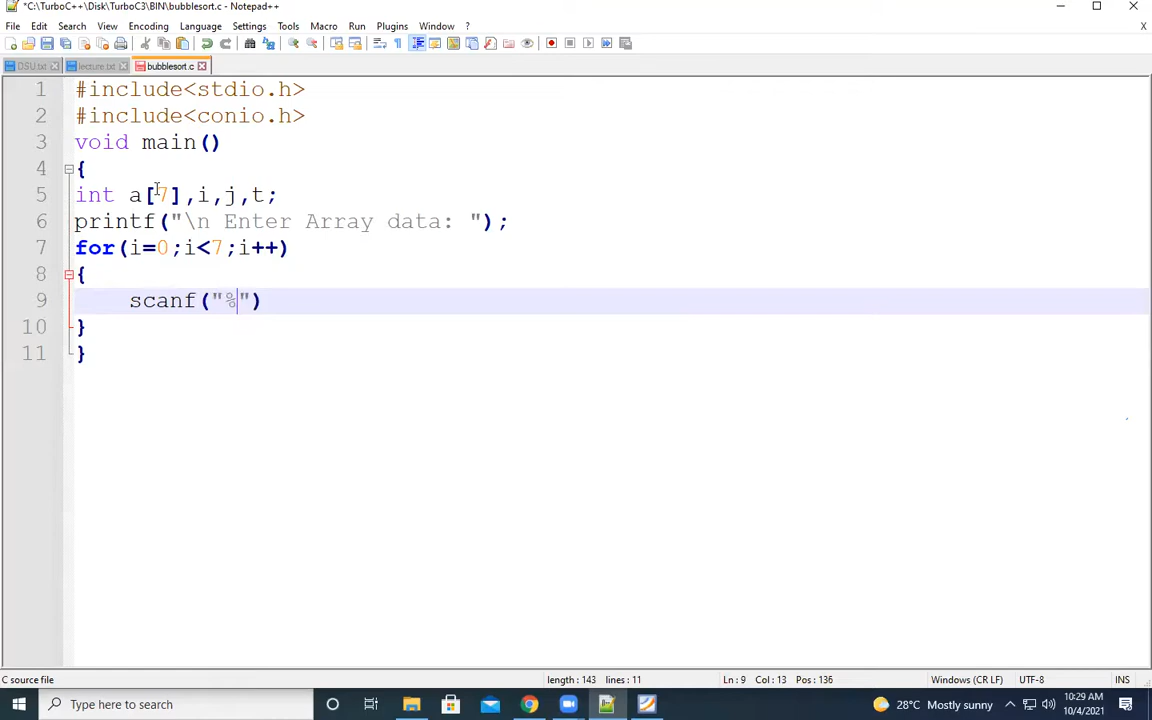 *C:\TurboC++\Disk\TurboC3\BIN\bubblesort.c - Notepad++
File Edit Search View Encoding Language Settings Tools Macro Run Plugins Window ?
X
DSU.txt lecture.txt bubblesort.c
1 #include<stdio.h>
2 #include<conio.h>
3 void main()
4 {
5 int a[7],i,j,t;
6 printf("\n Enter Array data: ");
7 for(i=0;i<7;i++)
8 {
9 scanf("%")
10 }
11 }
C source file length : 143 lines : 11 Ln : 9 Col : 13 Pos : 136 Windows (CR LF) UTF-8 INS
Type here to search 28°C Mostly sunny 10:29 AM
10/4/2021